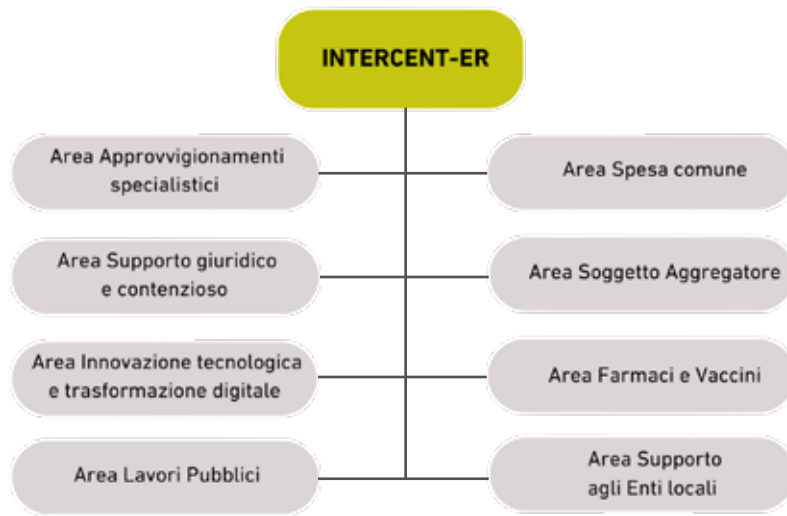 INTERCENT-ER
Area Approvvigionamenti
specialistici
Area Spesa comune
Area Supporto giuridico
e contenzioso
Area Soggetto Aggregatore
Area Innovazione tecnologica
e trasformazione digitale
Area Farmaci e Vaccini
Area Lavori Pubblici
Area Supporto
agli Enti locali